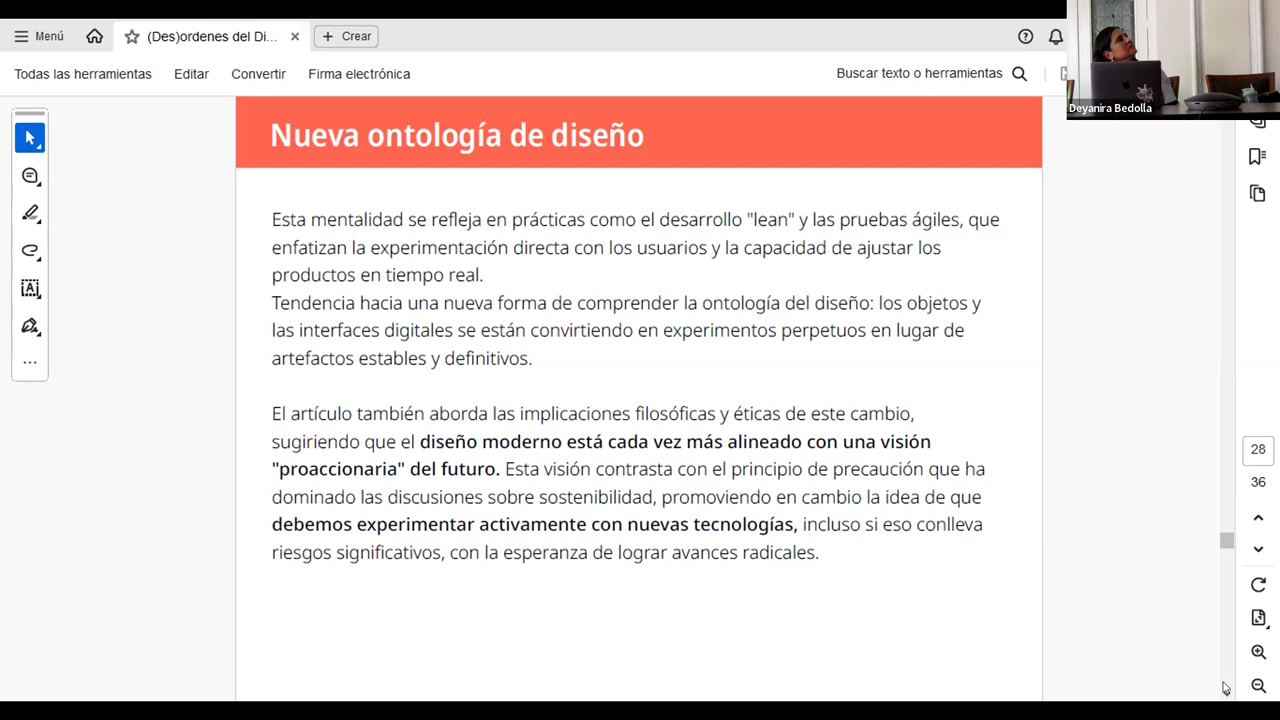 Menú
(Des)ordenes del Di...
Crear
Todas las herramientas
Editar
Convertir
Firma electrónica
Buscar texto o herramientas
Deyanira Bedolla
Nueva ontología de diseño
Esta mentalidad se refleja en prácticas como el desarrollo "lean" y las pruebas ágiles, que
enfatizan la experimentación directa con los usuarios y la capacidad de ajustar los
productos en tiempo real.
Tendencia hacia una nueva forma de comprender la ontología del diseño: los objetos y
las interfaces digitales se están convirtiendo en experimentos perpetuos en lugar de
artefactos estables y definitivos.
El artículo también aborda las implicaciones filosóficas y éticas de este cambio,
sugiriendo que el diseño moderno está cada vez más alineado con una visión
"proaccionaria" del futuro. Esta visión contrasta con el principio de precaución que ha
dominado las discusiones sobre sostenibilidad, promoviendo en cambio la idea de que
debemos experimentar activamente con nuevas tecnologías, incluso si eso conlleva
riesgos significativos, con la esperanza de lograr avances radicales.
28
36